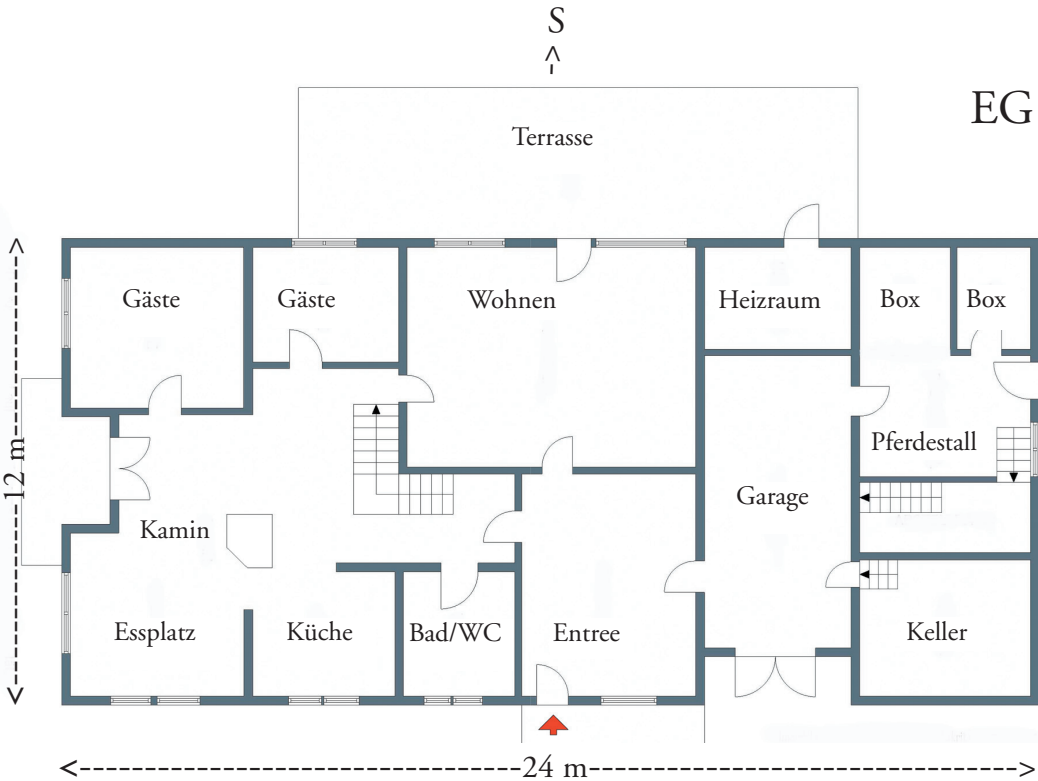 S
EG
Terrasse
Gäste
Gäste
Wohnen
Heizraum
Box
Box
12 m
Pferdestall
Garage
Kamin
Essplatz
Küche
Bad/WC
Entree
Keller
24 m